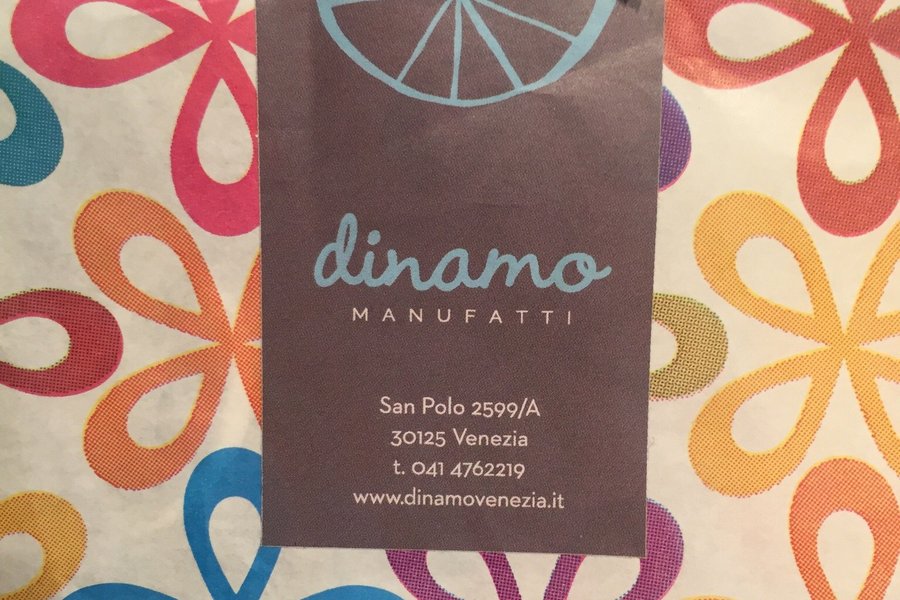 dinamo
MANUFATTI
San Polo 2599/A
30125 Venezia
t. 041 4762219
www.dinamovenezia.it